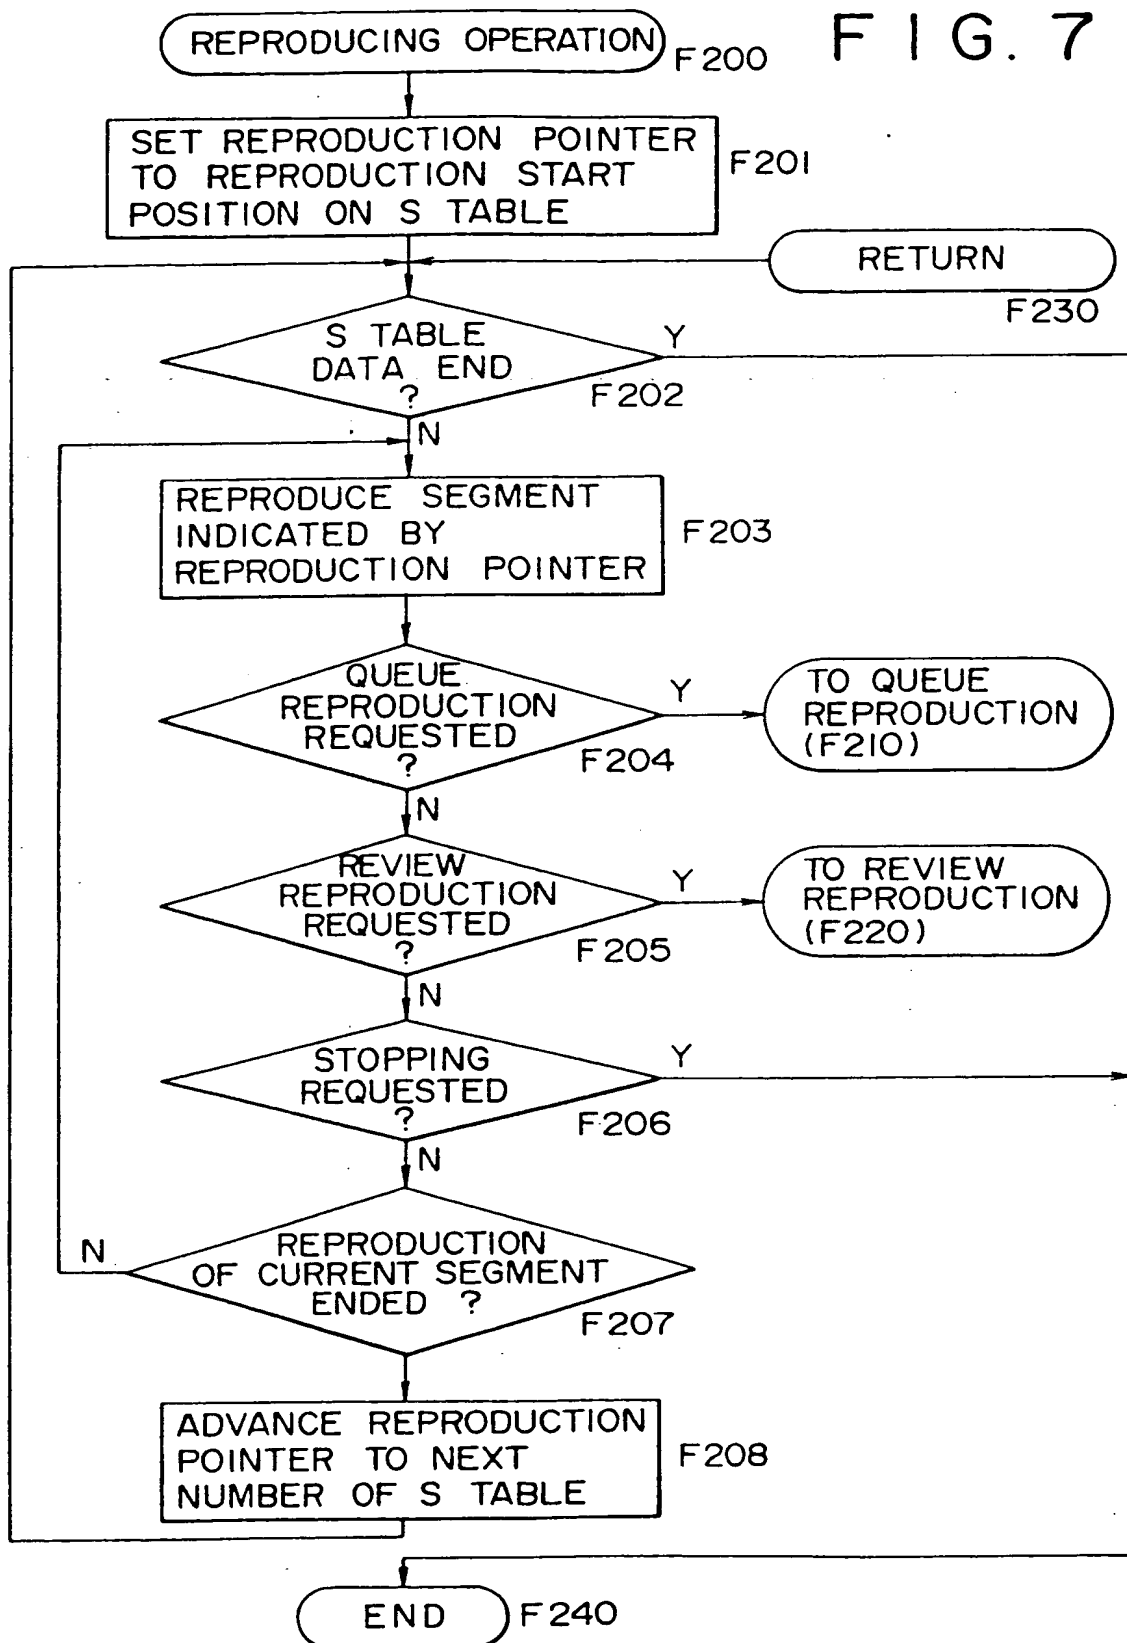 REPRODUCING OPERATION
F200
FIG. 7
SET REPRODUCTION POINTER
TO REPRODUCTION START
POSITION ON S TABLE
F201
RETURN
F230
S TABLE
DATA END
?
F202
Y
N
REPRODUCE SEGMENT
INDICATED BY
REPRODUCTION POINTER
F203
QUEUE
REPRODUCTION
REQUESTED
?
F204
Y
TO QUEUE
REPRODUCTION
(F210)
N
REVIEW
REPRODUCTION
REQUESTED
?
F205
Y
TO REVIEW
REPRODUCTION
(F220)
N
STOPPING
REQUESTED
?
F206
Y
N
REPRODUCTION
OF CURRENT SEGMENT
ENDED ?
F207
N
ADVANCE REPRODUCTION
POINTER TO NEXT
NUMBER OF S TABLE
F208
END
F240